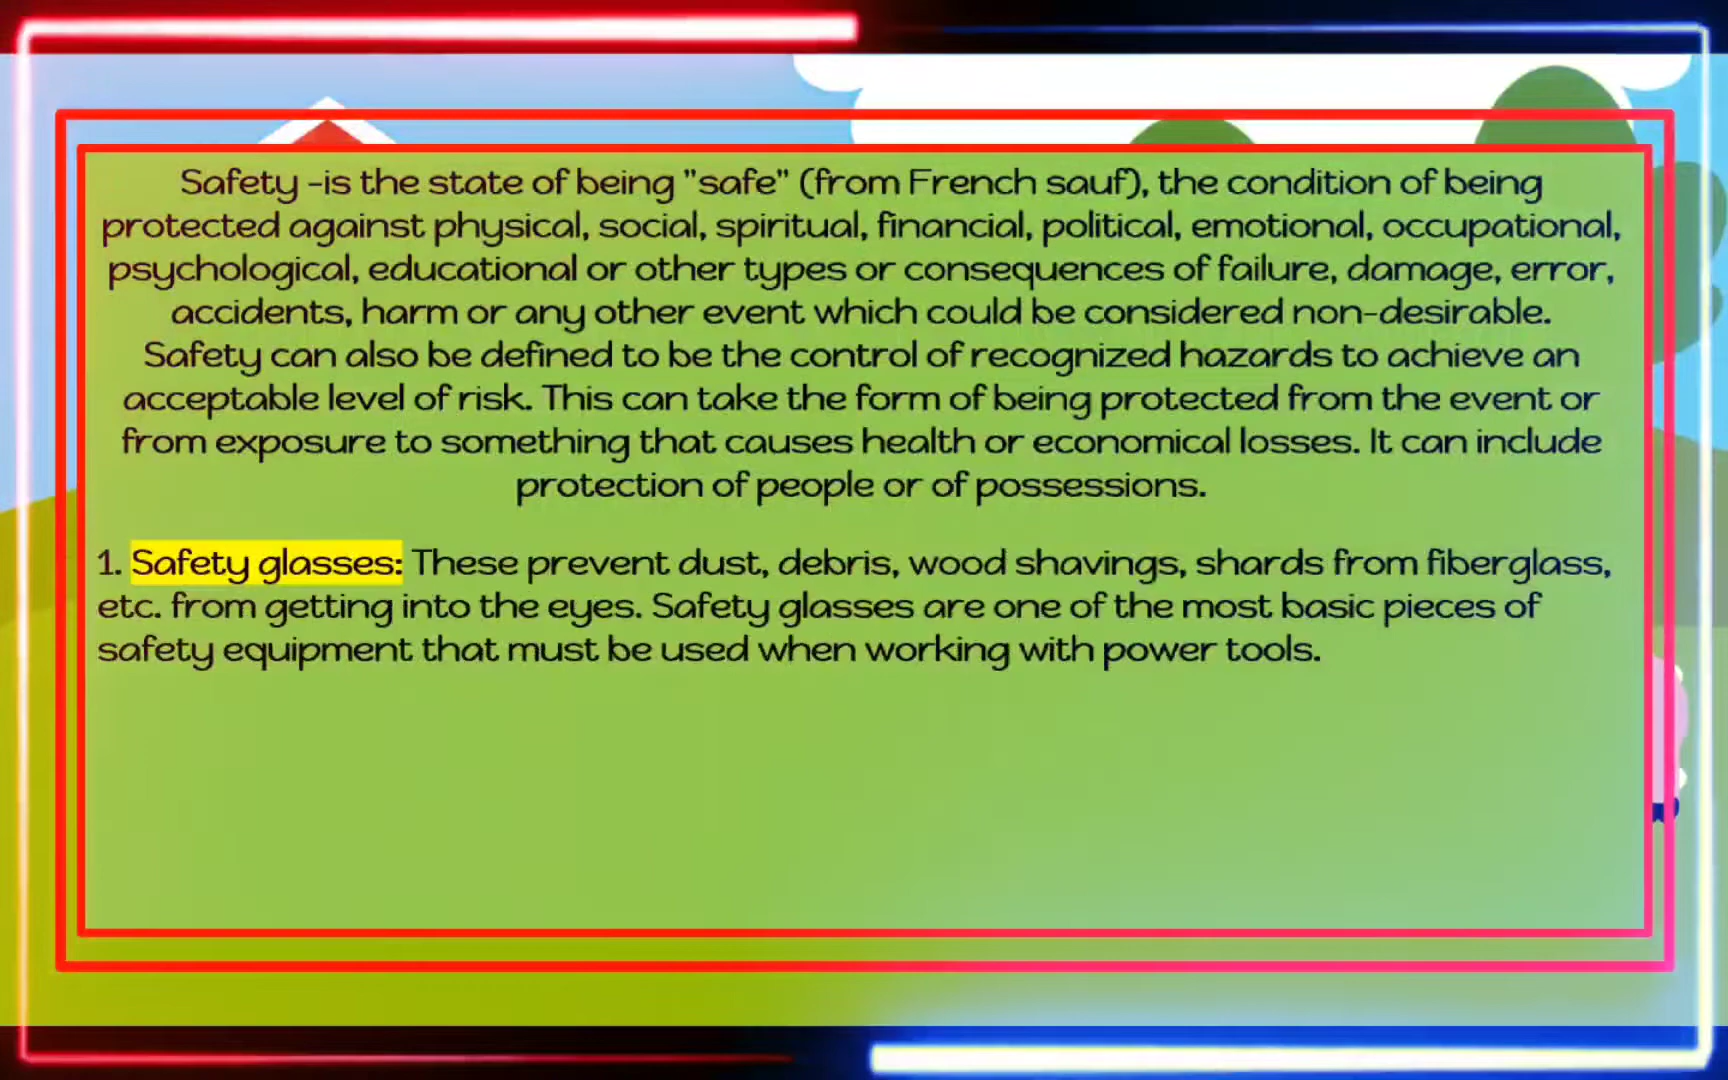 Safety -is the state of being "safe" (from French sauf), the condition of being
protected against physical, social, spiritual, financial, political, emotional, occupational,
psychological, educational or other types or consequences of failure, damage, error,
accidents, harm or any other event which could be considered non-desirable.
Safety can also be defined to be the control of recognized hazards to achieve an
acceptable level of risk. This can take the form of being protected from the event or
from exposure to something that causes health or economical losses. It can include
protection of people or of possessions.
1. Safety glasses: These prevent dust, debris, wood shavings, shards from fiberglass,
etc. from getting into the eyes. Safety glasses are one of the most basic pieces of
safety equipment that must be used when working with power tools.